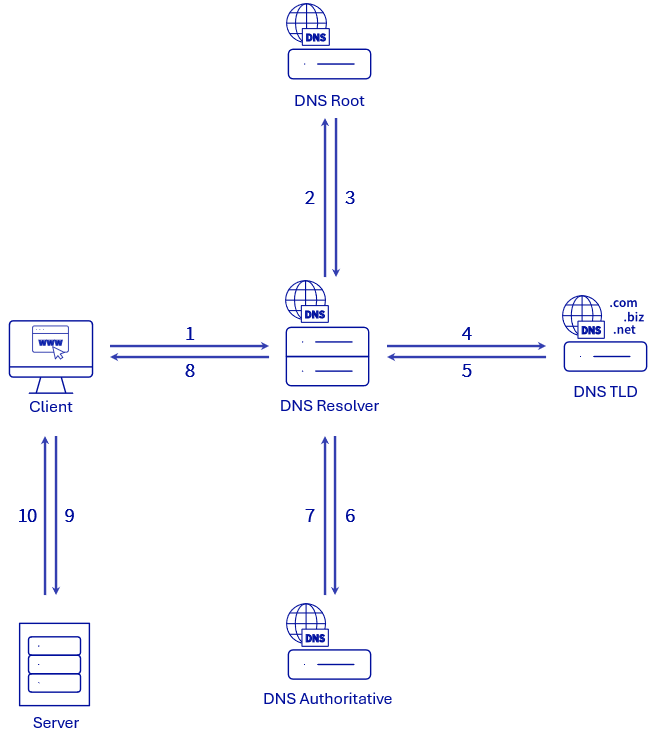 DNS
DNS Root
2
3
DNS
1
8
www
Client
DNS Resolver
4
5
.com
.biz
.net
DNS
DNS TLD
10
9
7
6
DNS
DNS Authoritative
Server